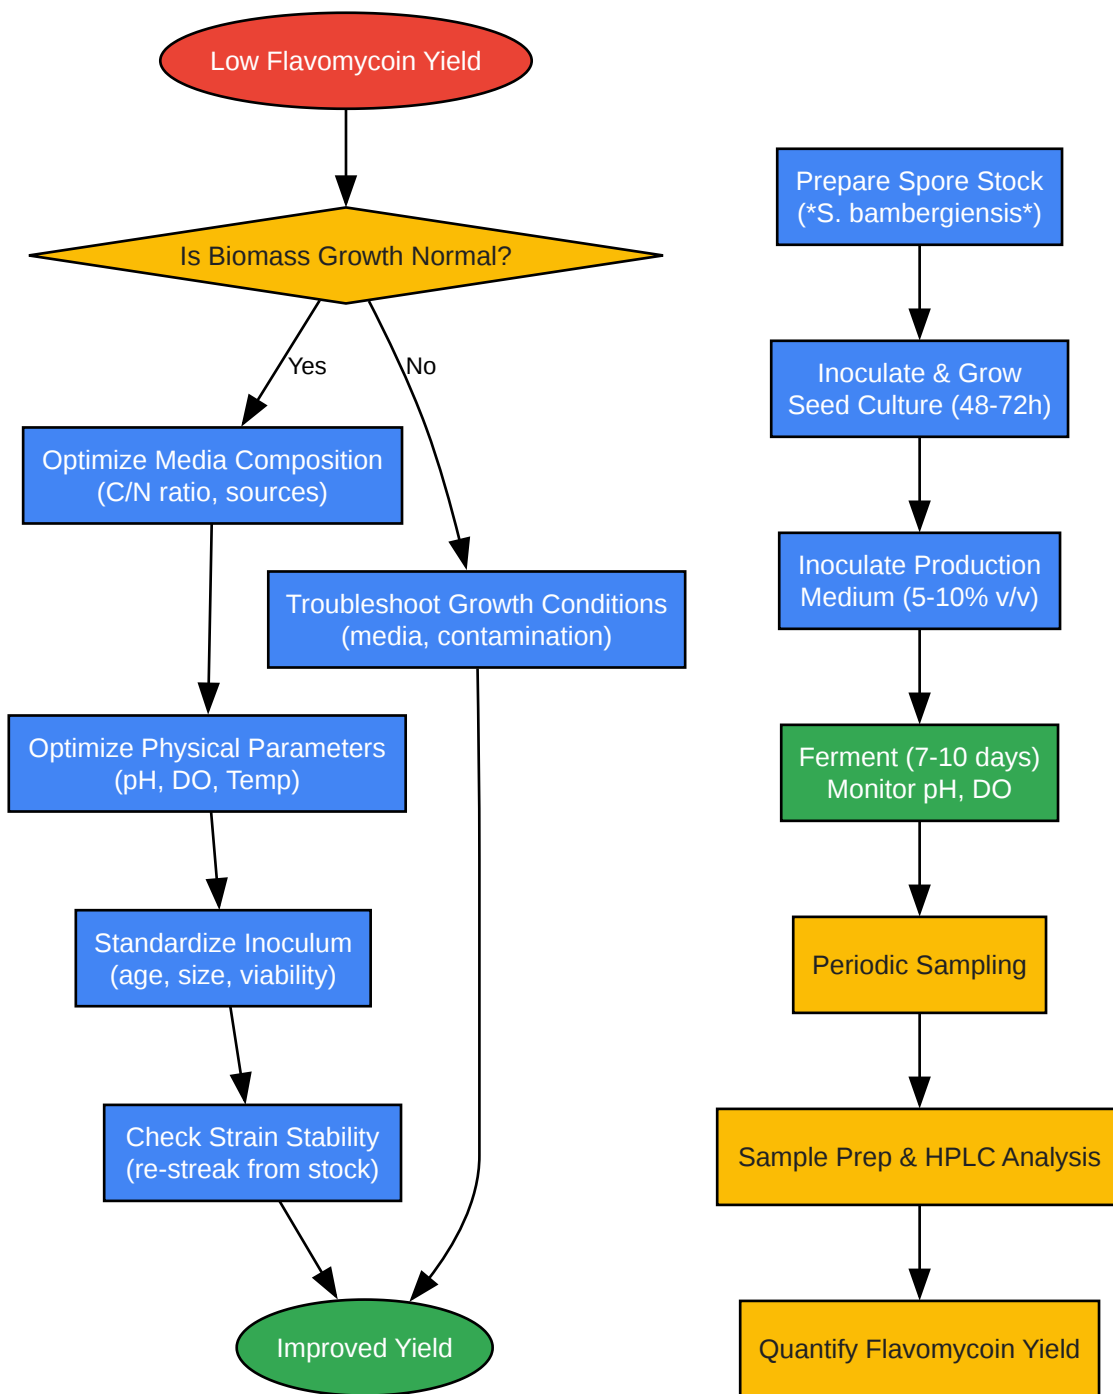 Low Flavomycoin Yield
Is Biomass Growth Normal?
Yes
No
Optimize Media Composition
(C/N ratio, sources)
Troubleshoot Growth Conditions
(media, contamination)
Optimize Physical Parameters
(pH, DO, Temp)
Standardize Inoculum
(age, size, viability)
Check Strain Stability
(re-streak from stock)
Improved Yield
Prepare Spore Stock
(*S. bambergiensis*)
Inoculate & Grow
Seed Culture (48-72h)
Inoculate Production
Medium (5-10% v/v)
Ferment (7-10 days)
Monitor pH, DO
Periodic Sampling
Sample Prep & HPLC Analysis
Quantify Flavomycoin Yield